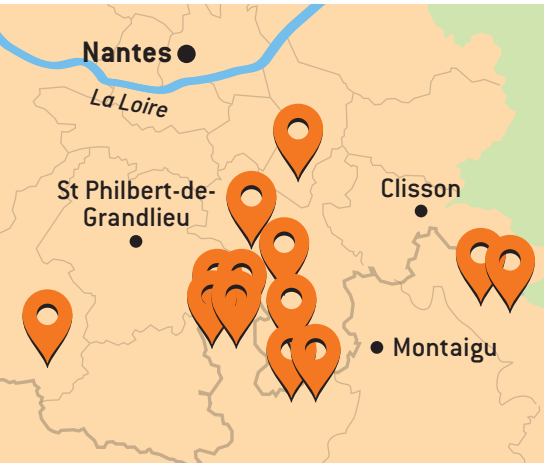 Nantes
La Loire
St Philbert-de-
Grandlieu
Clisson
Montaigu